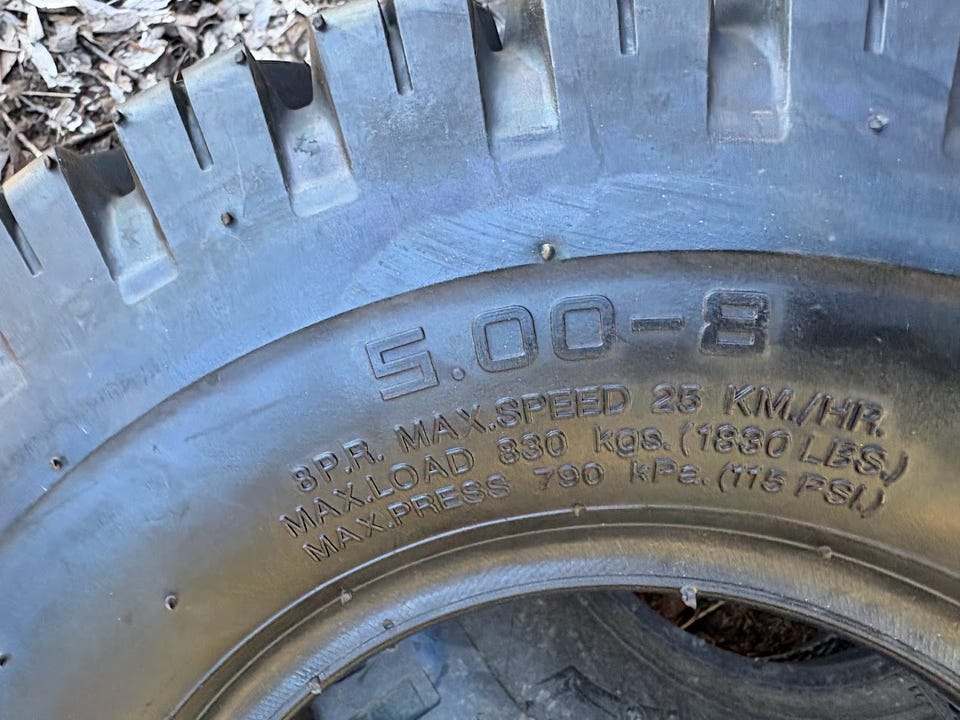 5.00-8
8P.R. MAX.SPEED 25 KM./HR.
MAX.LOAD 830 kgs.(1830 LBS.)
MAX.PRESS 790 kPa.(115 PSI.)